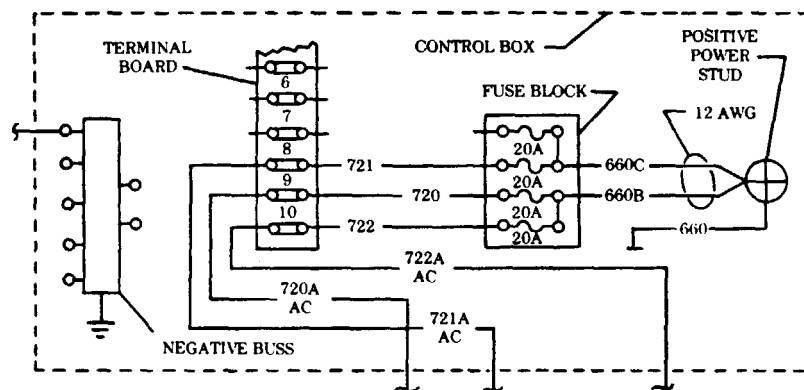 TERMINAL
BOARD
CONTROL BOX
POSITIVE
POWER
STUD
FUSE BLOCK
12 AWG
6
7
8
9
10
721
720
722
20A
20A
20A
20A
660C
660B
660
722A
AC
720A
AC
721A
AC
NEGATIVE BUSS